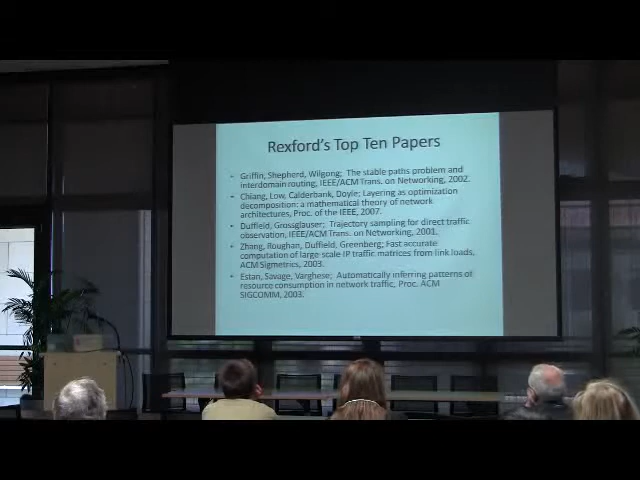 Rexford's Top Ten Papers
• Griffin, Shepherd, Wilgong; The stable paths problem and
interdomain routing, IEEE/ACM Trans. on Networking, 2002.
• Chiang, Low, Calderbank, Doyle; Layering as optimization
decomposition: a mathematical theory of network
architectures, Proc. of the IEEE, 2007.
• Duffield, Grossglauser; Trajectory sampling for direct traffic
observation, IEEE/ACM Trans. on Networking, 2001.
• Zhang, Roughan, Duffield, Greenberg; Fast accurate
computation of large-scale IP traffic matrices from link loads,
ACM Sigmetrics, 2003.
• Estan, Savage, Varghese; Automatically inferring patterns of
resource consumption in network traffic, Proc. ACM
SIGCOMM, 2003.